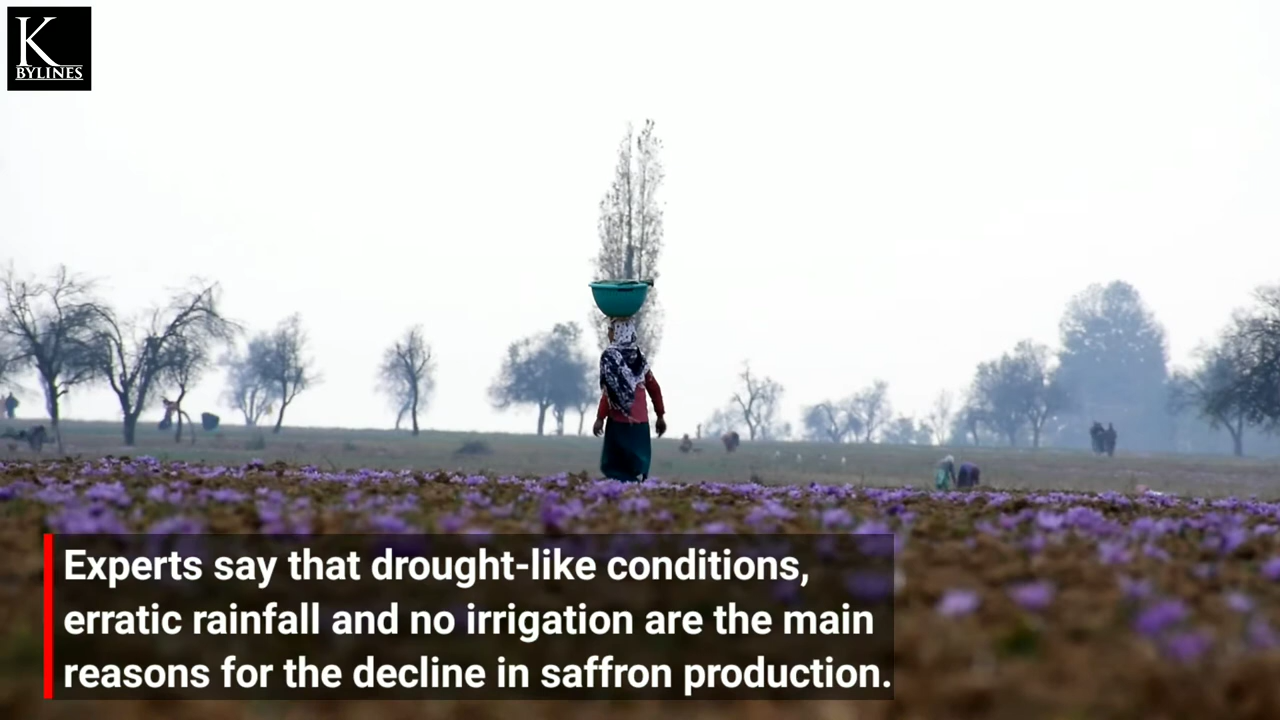 K
BYLINES
Experts say that drought-like conditions,
erratic rainfall and no irrigation are the main
reasons for the decline in saffron production.